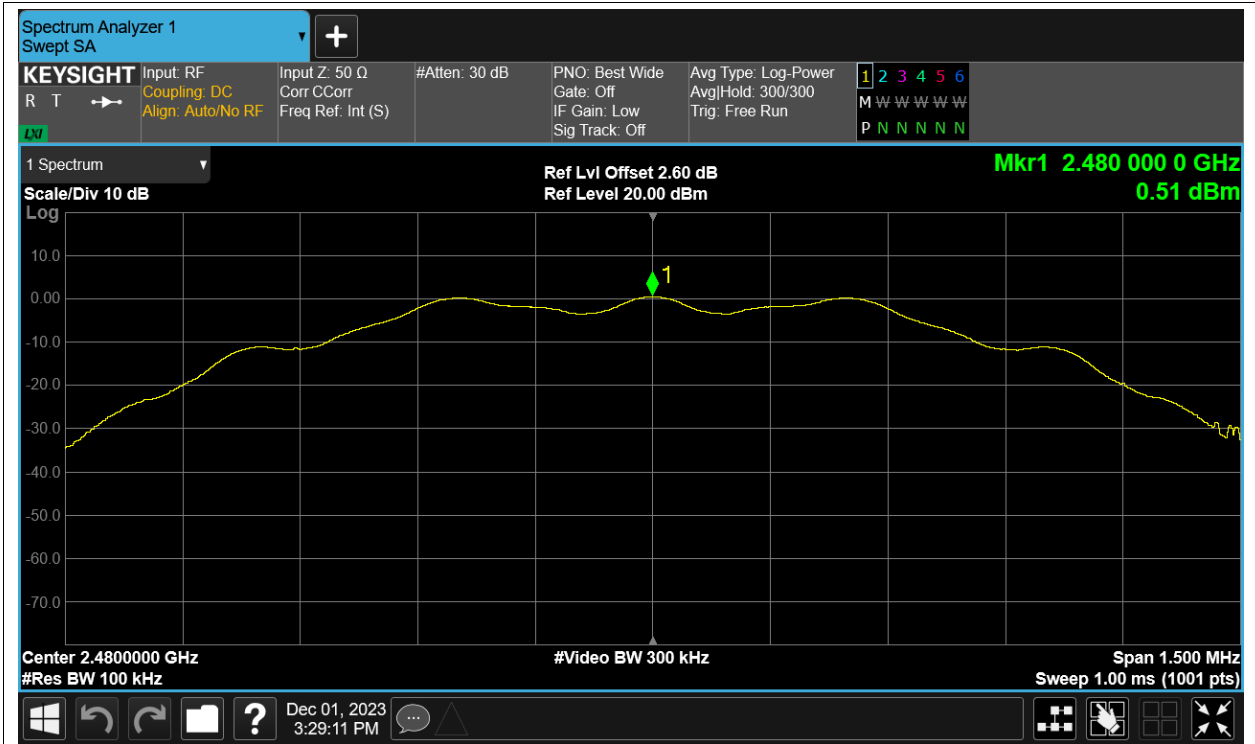 Spectrum Analyzer 1
Swept SA
KEYSIGHT
R T
LXI
Input: RF
Coupling: DC
Align: Auto/No RF
Input Z: 50 Ω
Corr CCorr
Freq Ref: Int (S)
#Atten: 30 dB
PNO: Best Wide
Gate: Off
IF Gain: Low
Sig Track: Off
Avg Type: Log-Power
Avg|Hold: 300/300
Trig: Free Run
1 2 3 4 5 6
M W W W W W W
P N N N N N
1 Spectrum
Scale/Div 10 dB
Log
Ref Lvl Offset 2.60 dB
Ref Level 20.00 dBm
Mkr1 2.480 000 0 GHz
0.51 dBm
1
10.0
0.00
-10.0
-20.0
-30.0
-40.0
-50.0
-60.0
-70.0
Center 2.4800000 GHz
#Res BW 100 kHz
#Video BW 300 kHz
Span 1.500 MHz
Sweep 1.00 ms (1001 pts)
?
Dec 01, 2023
3:29:11 PM